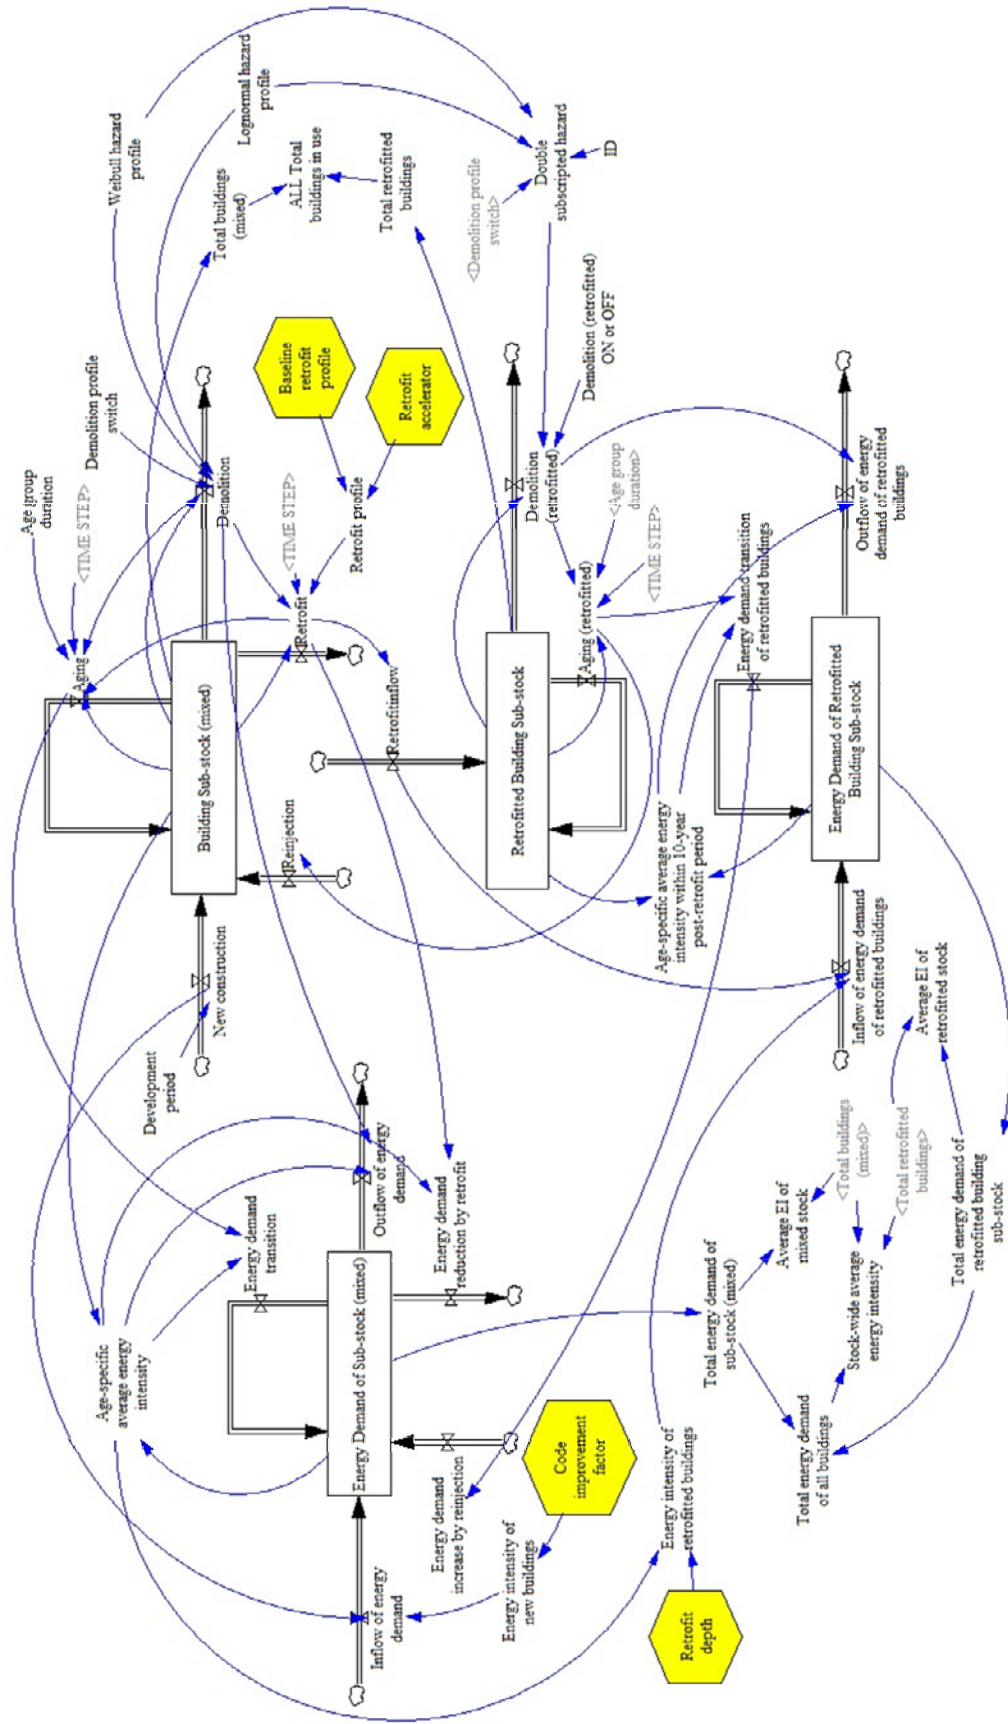 Age group
duration
<TIME STEP>
Demolition profile
switch
Weibull hazard
profile
Lognormal hazard
profile
Aging
Building Sub-stock (mixed)
Demolition
Total buildings
(mixed)
ALL Total
buildings in use
Total retrofitted
buildings
Development
period
New construction
Reinjection
<TIME STEP>
Retrofit
Retrofit profile
Baseline
retrofit
profile
Retrofit
accelerator
<Demolition profile
switch>
Double
subscripted hazard
ID
Retrofit inflow
Retrofitted Building Sub-stock
Demolition
(retrofitted)
Demolition (retrofitted)
ON or OFF
Aging (retrofitted)
<Age group
duration>
<TIME STEP>
Age-specific
average energy
intensity
Energy demand
transition
Outflow of energy
demand
Energy Demand of Sub-stock (mixed)
Energy demand
reduction by retrofit
Inflow of energy
demand
Energy demand
increase by reinjection
Energy intensity of
new buildings
Code
improvement
factor
Age-specific average energy
intensity within 10-year
post-retrofit period
Energy demand transition
of retrofitted buildings
Energy Demand of Retrofitted
Building Sub-stock
Outflow of energy
demand of retrofitted
buildings
Inflow of energy demand
of retrofitted buildings
Energy intensity of
retrofitted buildings
Retrofit
depth
Total energy demand of
sub-stock (mixed)
Average EI of
mixed stock
<Total buildings
(mixed)>
<Total retrofitted
buildings>
Average EI of
retrofitted stock
Total energy demand
of all buildings
Stock-wide average
energy intensity
Total energy demand of
retrofitted building
sub-stock